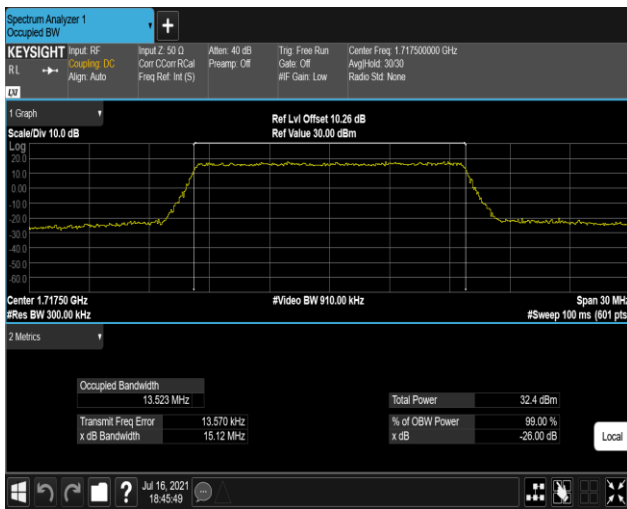 Spectrum Analyzer 1
Occupied BW
KEYSIGHT Input: RF Input Z: 50 Ω Atten: 40 dB Trig: Free Run Center Freq: 1.717500000 GHz
RL Coupling: DC Corr CCorr RCal Preamp: Off Gate: Off Avg|Hold: 30/30
Align: Auto Freq Ref: Int (S) #IF Gain: Low Radio Std: None
LXI
1 Graph
Ref Lvl Offset 10.26 dB
Scale/Div 10.0 dB Ref Value 30.00 dBm
Log
20.0
10.0
0.00
-10.0
-20.0
-30.0
-40.0
-50.0
-60.0
Center 1.71750 GHz #Video BW 910.00 kHz Span 30 MHz
#Res BW 300.00 kHz #Sweep 100 ms (601 pts
2 Metrics
Occupied Bandwidth
13.523 MHz Total Power 32.4 dBm
Transmit Freq Error 13.570 kHz % of OBW Power 99.00 %
x dB Bandwidth 15.12 MHz x dB -26.00 dB
Local
Jul 16, 2021
18:45:49